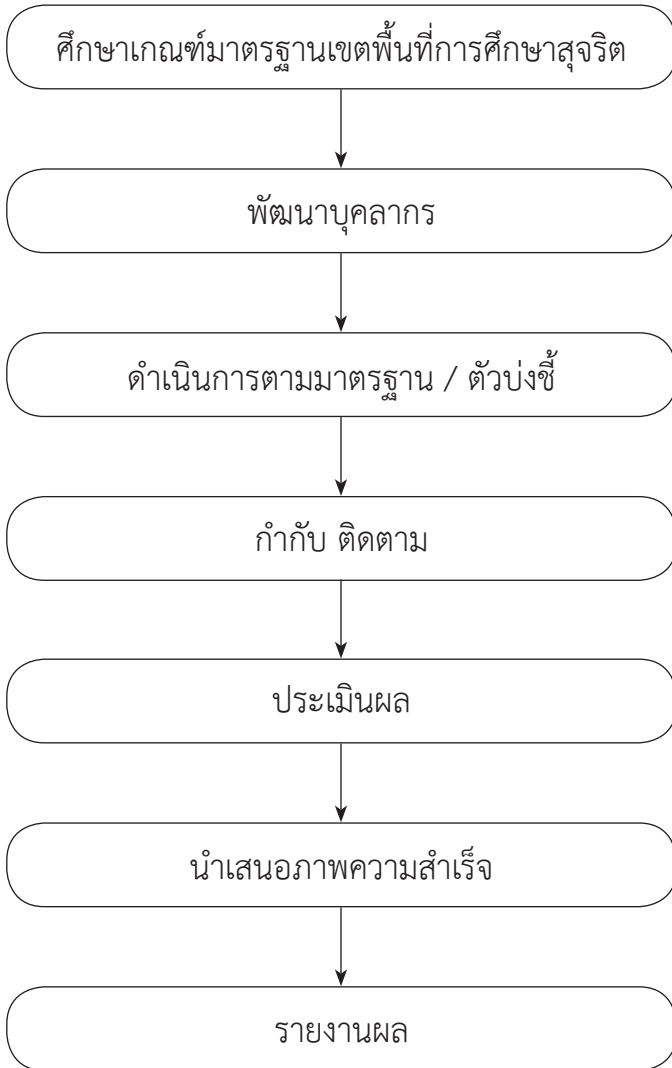 ศึกษาเกณฑ์มาตรฐานเขตพื้นที่การศึกษาสุจริต
พัฒนาบุคลากร
ดำเนินการตามมาตรฐาน / ตัวบ่งชี้
กำกับ ติดตาม
ประเมินผล
นำเสนอภาพความสำเร็จ
รายงานผล